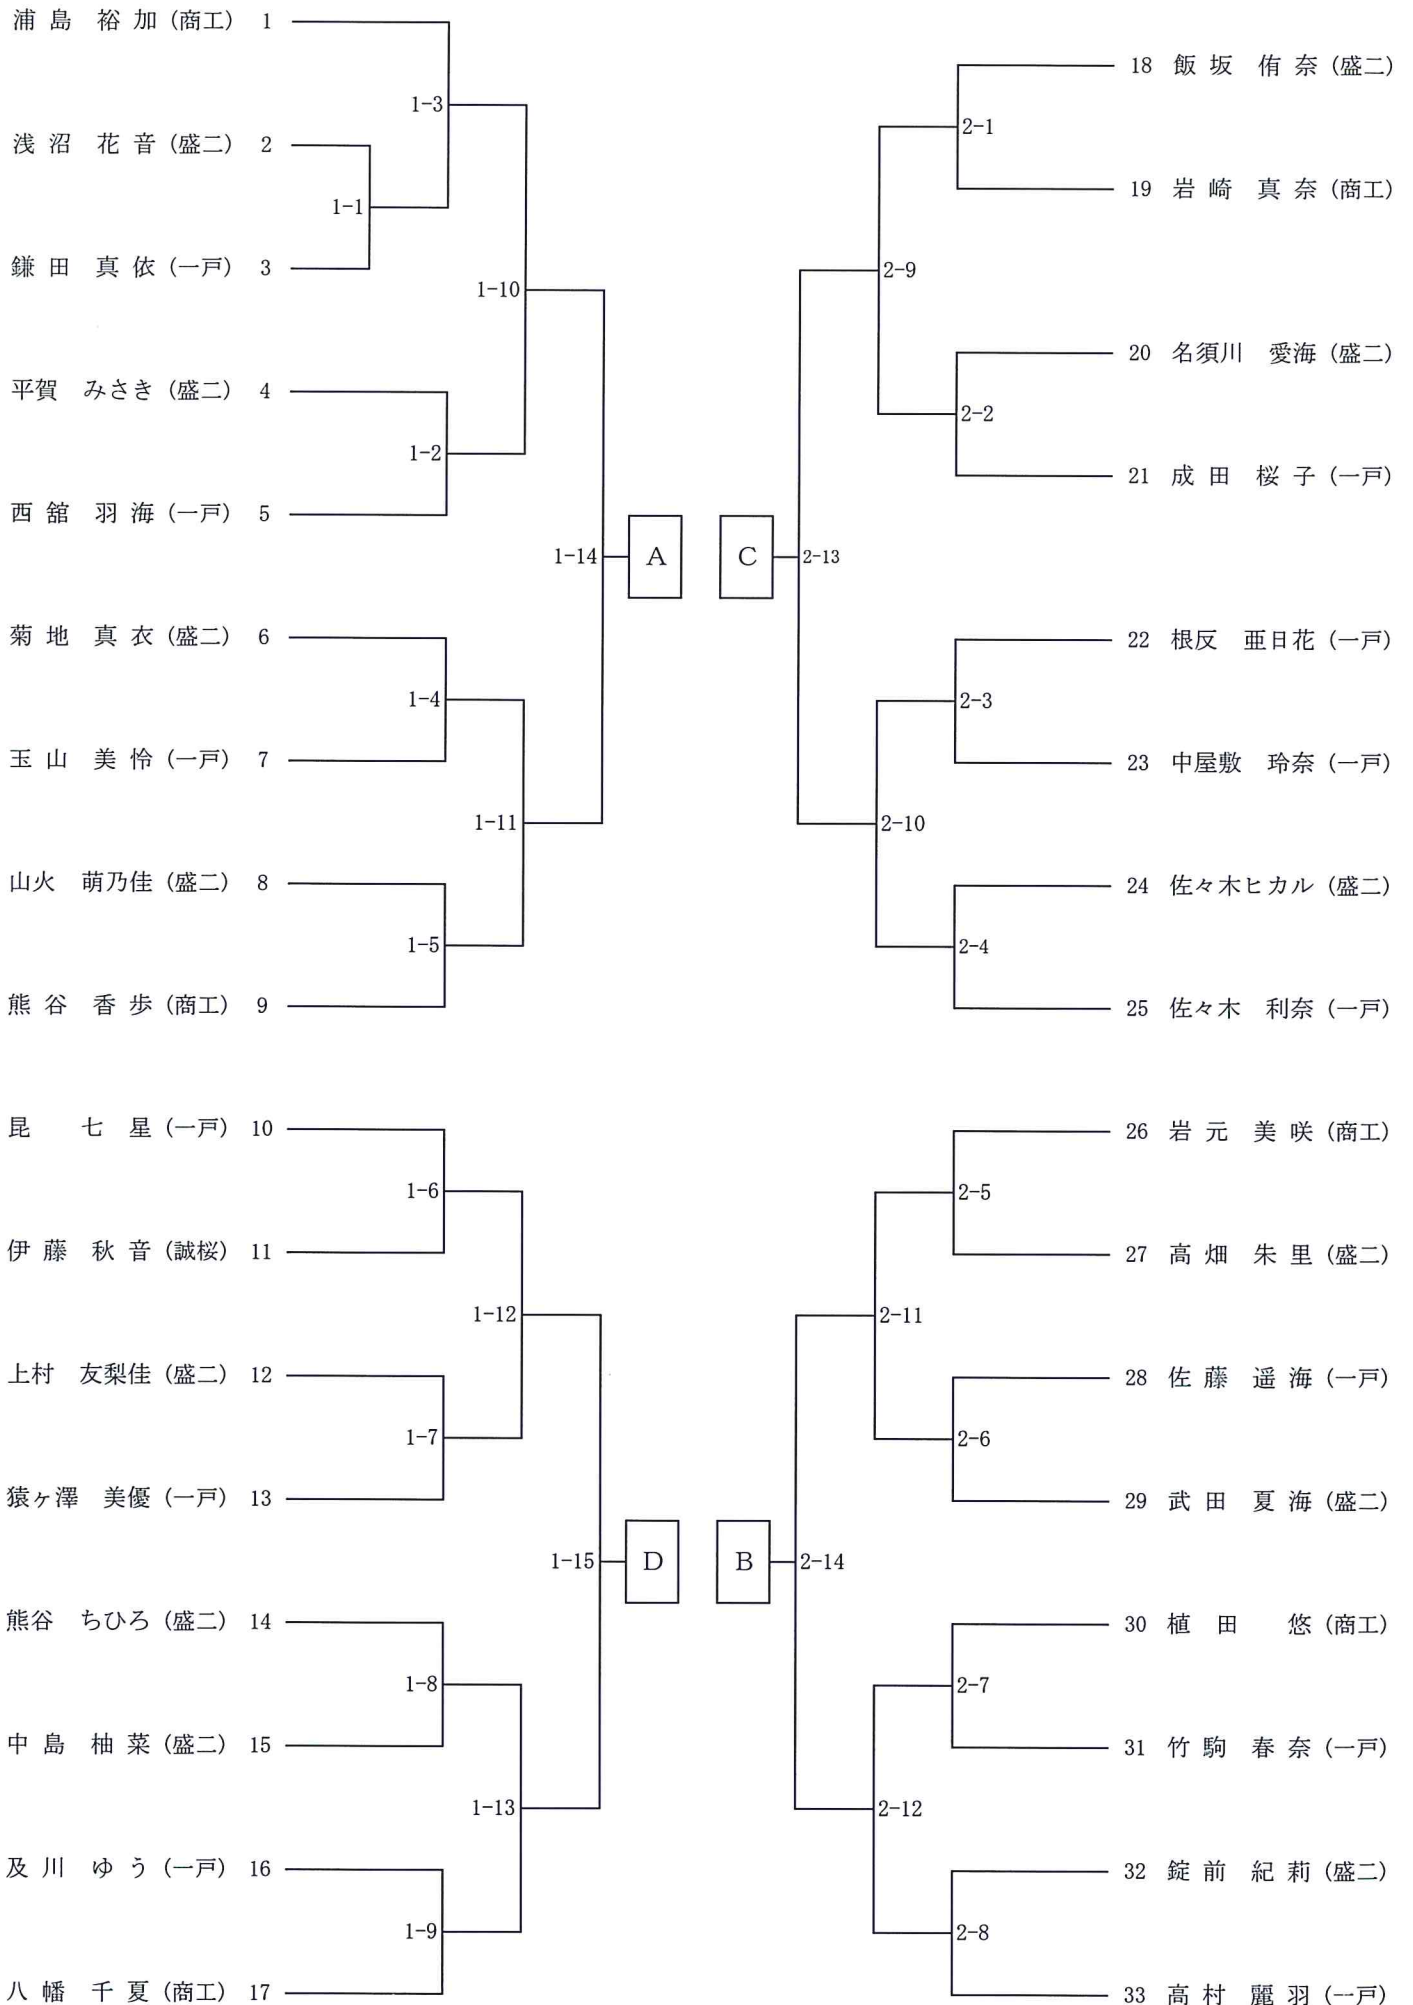 浦島 裕加 (商工) 1
1-3
浅沼 花音 (盛二) 2
1-1
鎌田 真依 (一戸) 3
1-10
平賀 みさき (盛二) 4
1-2
西舘 羽海 (一戸) 5
1-14
A
菊地 真衣 (盛二) 6
1-4
玉山 美怜 (一戸) 7
1-11
山火 萌乃佳 (盛二) 8
1-5
熊谷 香歩 (商工) 9
昆 七星 (一戸) 10
1-6
伊藤 秋音 (誠桜) 11
1-12
上村 友梨佳 (盛二) 12
1-7
猿ヶ澤 美優 (一戸) 13
1-15
D
熊谷 ちひろ (盛二) 14
1-8
中島 柚菜 (盛二) 15
1-13
及川 ゆう (一戸) 16
1-9
八幡 千夏 (商工) 17
18 飯坂 侑奈 (盛二)
2-1
19 岩崎 真奈 (商工)
2-9
20 名須川 愛海 (盛二)
2-2
21 成田 桜子 (一戸)
C
2-13
22 根反 亜日花 (一戸)
2-3
23 中屋敷 玲奈 (一戸)
2-10
24 佐々木ヒカル (盛二)
2-4
25 佐々木 利奈 (一戸)
26 岩元 美咲 (商工)
2-5
27 高畑 朱里 (盛二)
2-11
28 佐藤 遥海 (一戸)
2-6
29 武田 夏海 (盛二)
B
2-14
30 植田 悠 (商工)
2-7
31 竹駒 春奈 (一戸)
2-12
32 錠前 紀莉 (盛二)
2-8
33 高村 麗羽 (一戸)